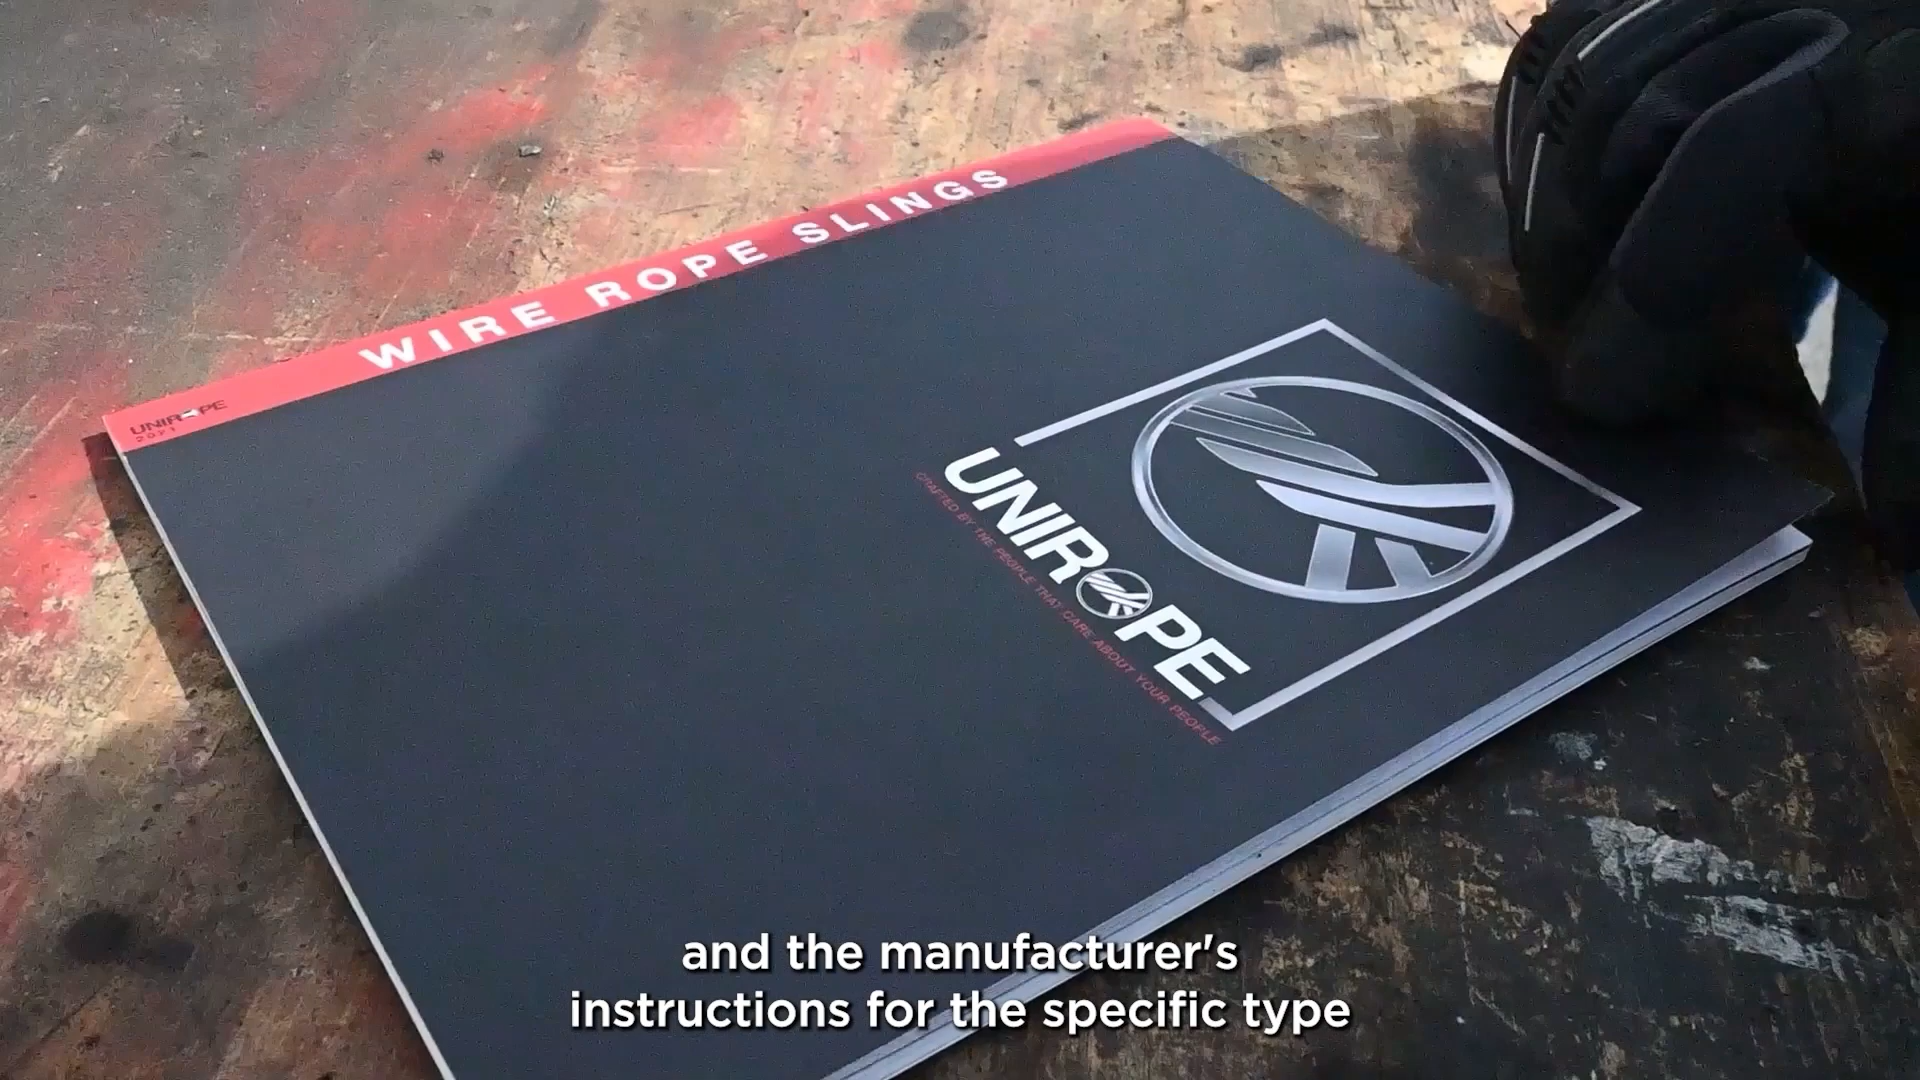 WIRE ROPE SLINGS
UNIROPE
2021
UNIROPE
CRAFTED BY THE PEOPLE THAT CARE ABOUT YOUR PEOPLE
and the manufacturer's
instructions for the specific type